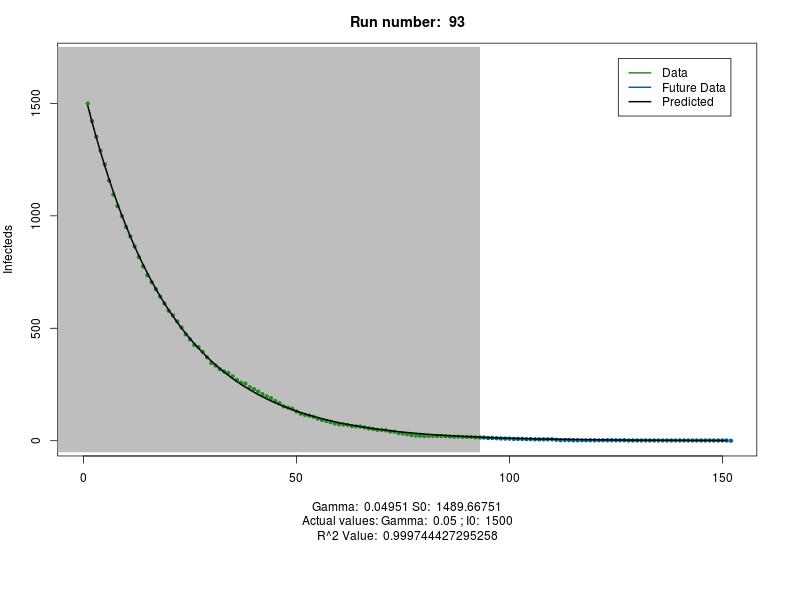 Run number: 93
Data
Future Data
Predicted
1500
1000
500
0
Infecteds
0 50 100 150
Gamma: 0.04951 S0: 1489.66751
Actual values: Gamma: 0.05 ; I0: 1500
R^2 Value: 0.999744427295258